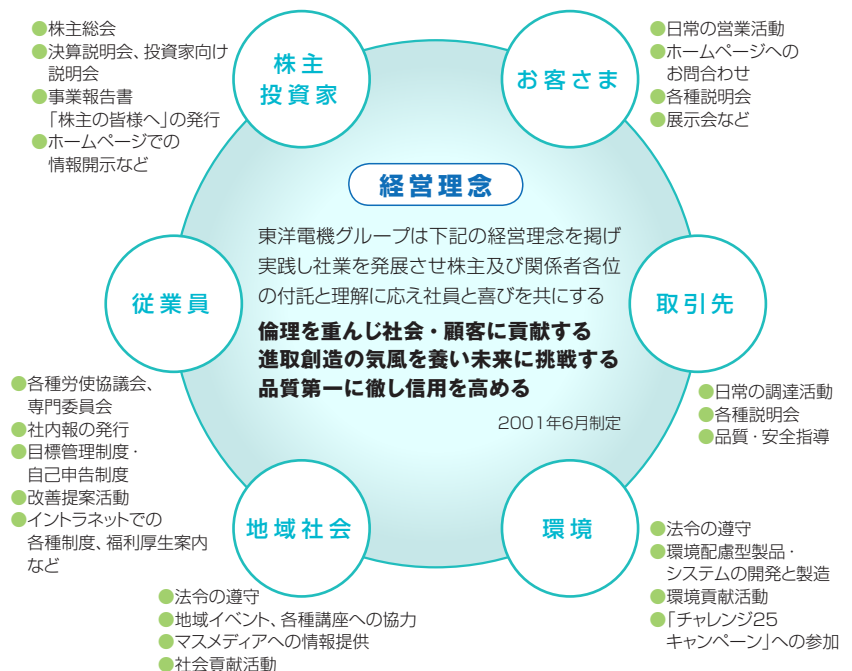 ●株主総会
●決算説明会、投資家向け
説明会
●事業報告書
「株主の皆様へ」の発行
●ホームページでの
情報開示など
株主
投資家
お客さま
●日常の営業活動
●ホームページへの
お問合わせ
●各種説明会
●展示会など
経営理念
東洋電機グループは下記の経営理念を掲げ
実践し社業を発展させ株主及び関係者各位
の付託と理解に応え社員と喜びを共にする
倫理を重んじ社会・顧客に貢献する
進取創造の気風を養い未来に挑戦する
品質第一に徹し信用を高める
2001年6月制定
従業員
●各種労使協議会、
専門委員会
●社内報の発行
●目標管理制度・
自己申告制度
●改善提案活動
●イントラネットでの
各種制度、福利厚生案内
など
取引先
●日常の調達活動
●各種説明会
●品質・安全指導
地域社会
●法令の遵守
●地域イベント、各種講座への協力
●マスメディアへの情報提供
●社会貢献活動
環境
●法令の遵守
●環境配慮型製品・
システムの開発と製造
●環境貢献活動
●「チャレンジ25
キャンペーン」への参加